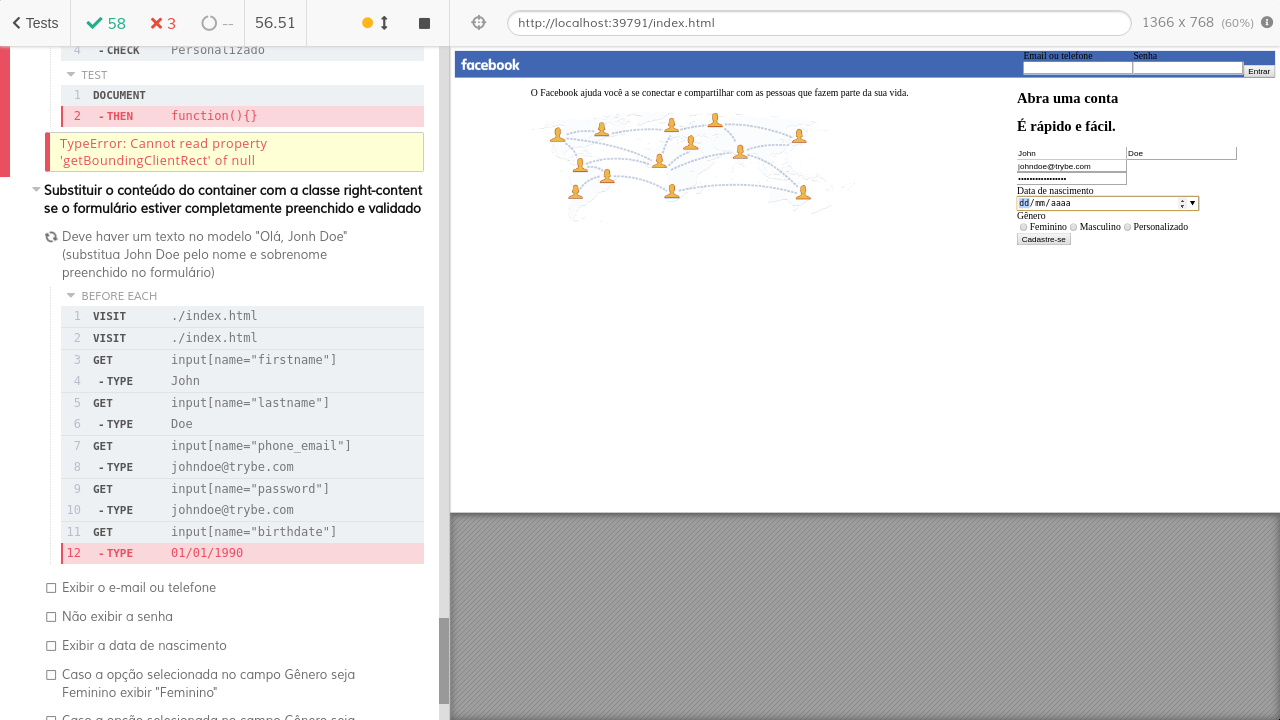 Tests 58 3 -- 56.51
http://localhost:39791/index.html 1366 x 768 (60%)
4 - CHECK Personalizado
TEST
1 DOCUMENT
2 - THEN function(){}
TypeError: Cannot read property
'getBoundingClientRect' of null
Substituir o conteúdo do container com a classe right-content
se o formulário estiver completamente preenchido e validado
Deve haver um texto no modelo "Olá, John Doe"
(substitua John Doe pelo nome e sobrenome
preenchido no formulário)
BEFORE EACH
1 VISIT ./index.html
2 VISIT ./index.html
3 GET input[name="firstname"]
4 - TYPE John
5 GET input[name="lastname"]
6 - TYPE Doe
7 GET input[name="phone_email"]
8 - TYPE johndoe@trybe.com
9 GET input[name="password"]
10 - TYPE johndoe@trybe.com
11 GET input[name="birthdate"]
12 - TYPE 01/01/1990
Exibir o e-mail ou telefone
Não exibir a senha
Exibir a data de nascimento
Caso a opção selecionada no campo Gênero seja
Feminino exibir "Feminino"
Caso a opção selecionada no campo Gênero seja
facebook
Email ou telefone Senha
Entrar
O Facebook ajuda você a se conectar e compartilhar com as pessoas que fazem parte da sua vida.
Abra uma conta
É rápido e fácil.
John Doe
johndoe@trybe.com
•••••••••••••••••
Data de nascimento
dd/mm/aaaa
Gênero
Feminino Masculino Personalizado
Cadastre-se